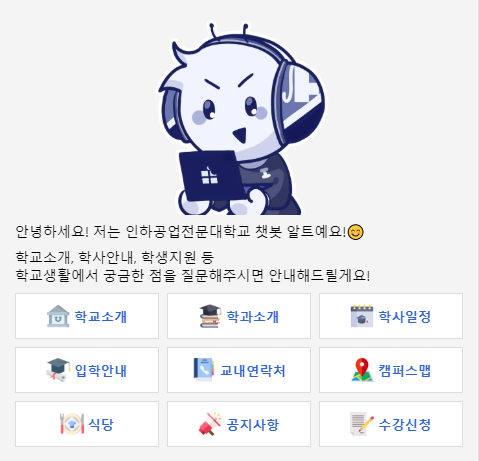 안녕하세요! 저는 인하공업전문대학교 챗봇 알트예요!😊
학교소개, 학사안내, 학생지원 등
학교생활에서 궁금한 점을 질문해주시면 안내해드릴게요!
학교소개 학과소개 학사일정
입학안내 교내연락처 캠퍼스맵
식당 공지사항 수강신청